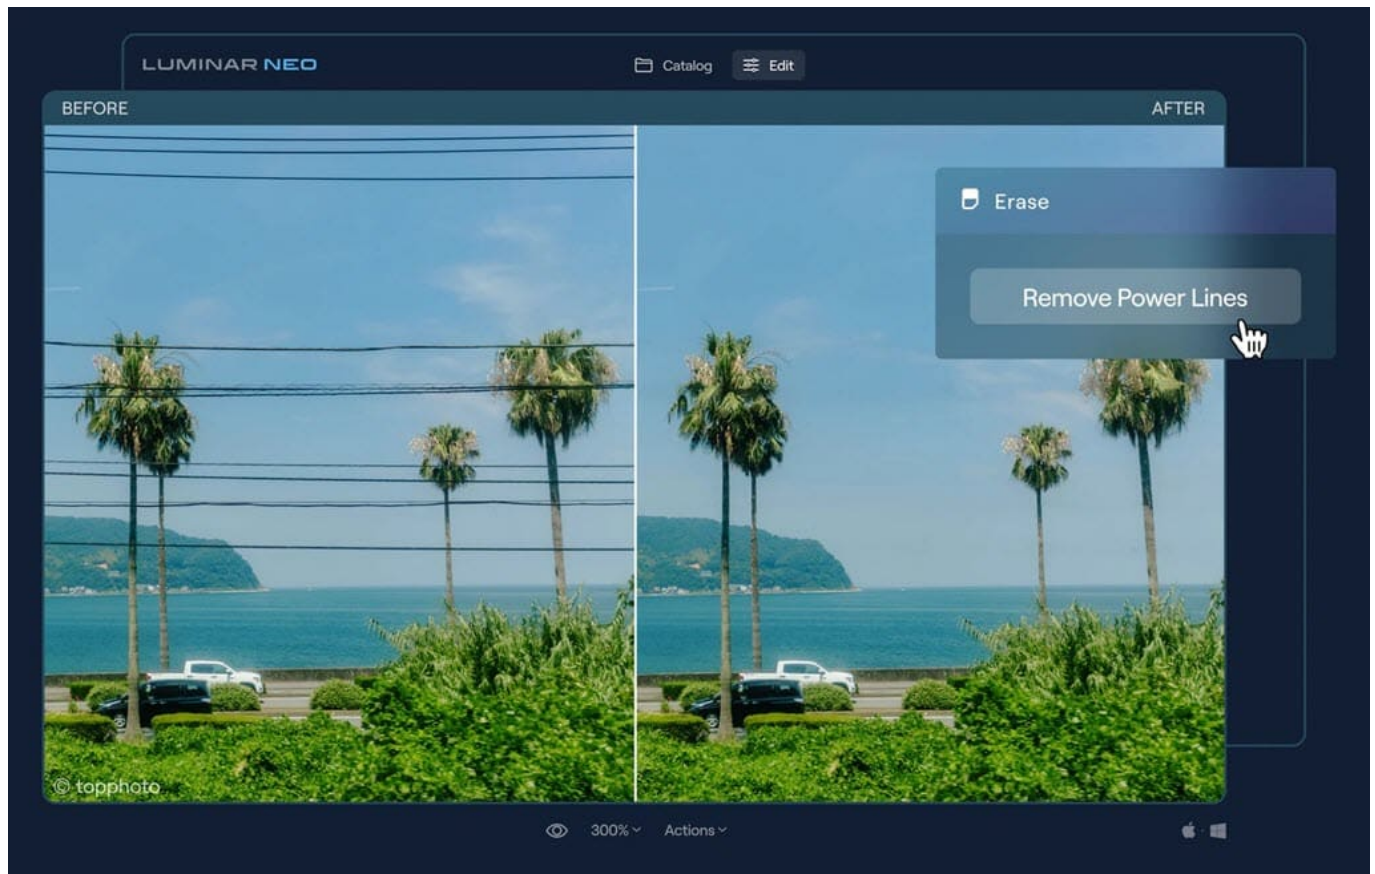 LUMINAR NEO
Catalog
Edit
BEFORE
AFTER
Erase
Remove Power Lines
© topphoto
300%
Actions